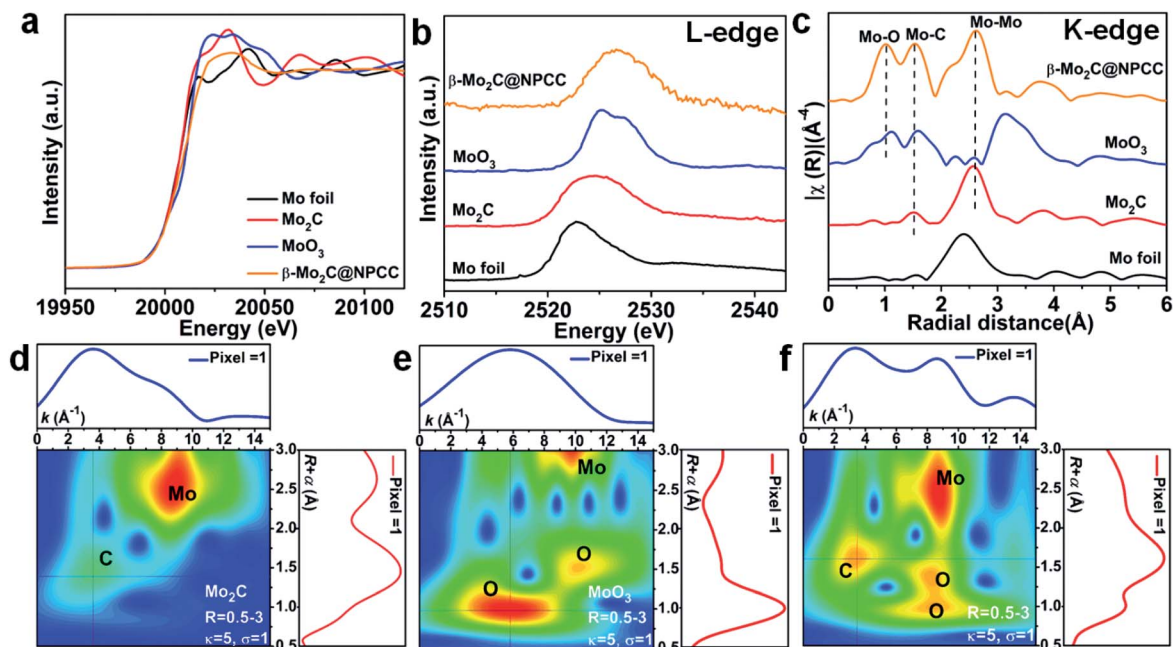 a
Intensity (a.u.)
Mo foil
Mo₂C
MoO₃
β-Mo₂C@NPCC
19950 20000 20050 20100
Energy (eV)
b
L-edge
Intensity (a.u.)
β-Mo₂C@NPCC
MoO₃
Mo₂C
Mo foil
2510 2520 2530 2540
Energy (eV)
c
K-edge
|χ (R)|(Å⁻⁴)
Mo-O Mo-C Mo-Mo
β-Mo₂C@NPCC
MoO₃
Mo₂C
Mo foil
0 1 2 3 4 5 6
Radial distance(Å)
d
Pixel =1
k (Å⁻¹)
0 2 4 6 8 10 12 14
Mo
C
Mo₂C
R=0.5-3
κ=5, σ=1
3.0
2.5
2.0
1.5
1.0
0.5
R+α (Å)
Pixel =1
e
Pixel =1
k (Å⁻¹)
0 2 4 6 8 10 12 14
Mo
O
O
MoO₃
R=0.5-3
κ=5, σ=1
3.0
2.5
2.0
1.5
1.0
0.5
R+α (Å)
Pixel =1
f
Pixel =1
k (Å⁻¹)
0 2 4 6 8 10 12 14
Mo
C
O
O
R=0.5-3
κ=5, σ=1
3.0
2.5
2.0
1.5
1.0
0.5
R+α (Å)
Pixel =1